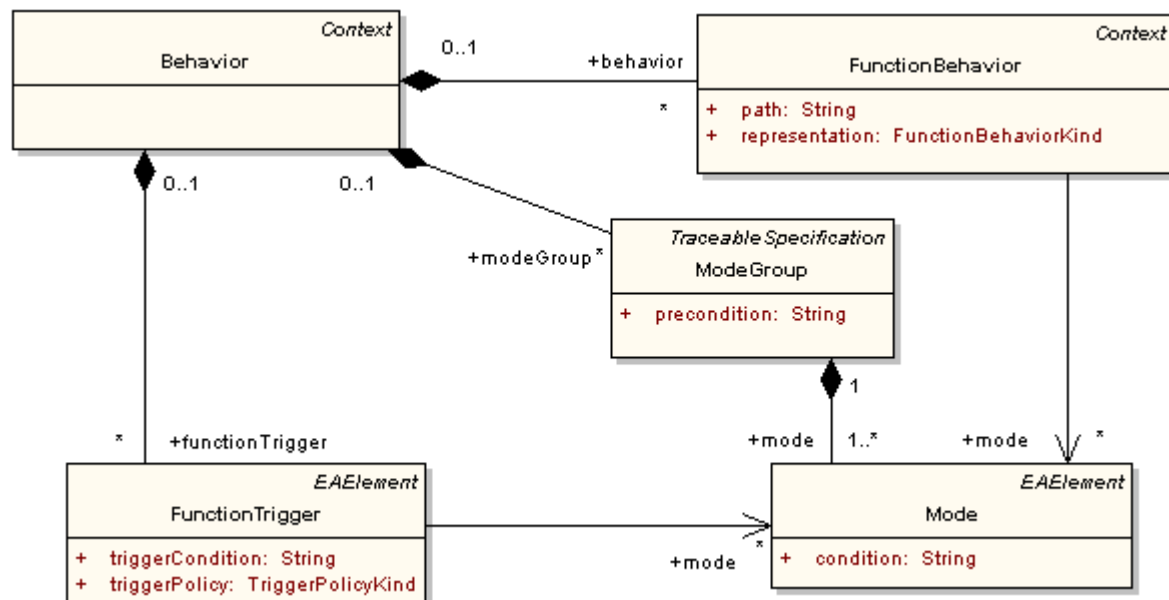 Context
Behavior
0..1
+behavior
*
Context
FunctionBehavior
+ path: String
+ representation: FunctionBehaviorKind
0..1
0..1
+modeGroup
*
TraceableSpecification
ModeGroup
+ precondition: String
1
* +functionTrigger
+mode
1..*
+mode
*
EAElement
FunctionTrigger
+ triggerCondition: String
+ triggerPolicy: TriggerPolicyKind
+mode
*
EAElement
Mode
+ condition: String